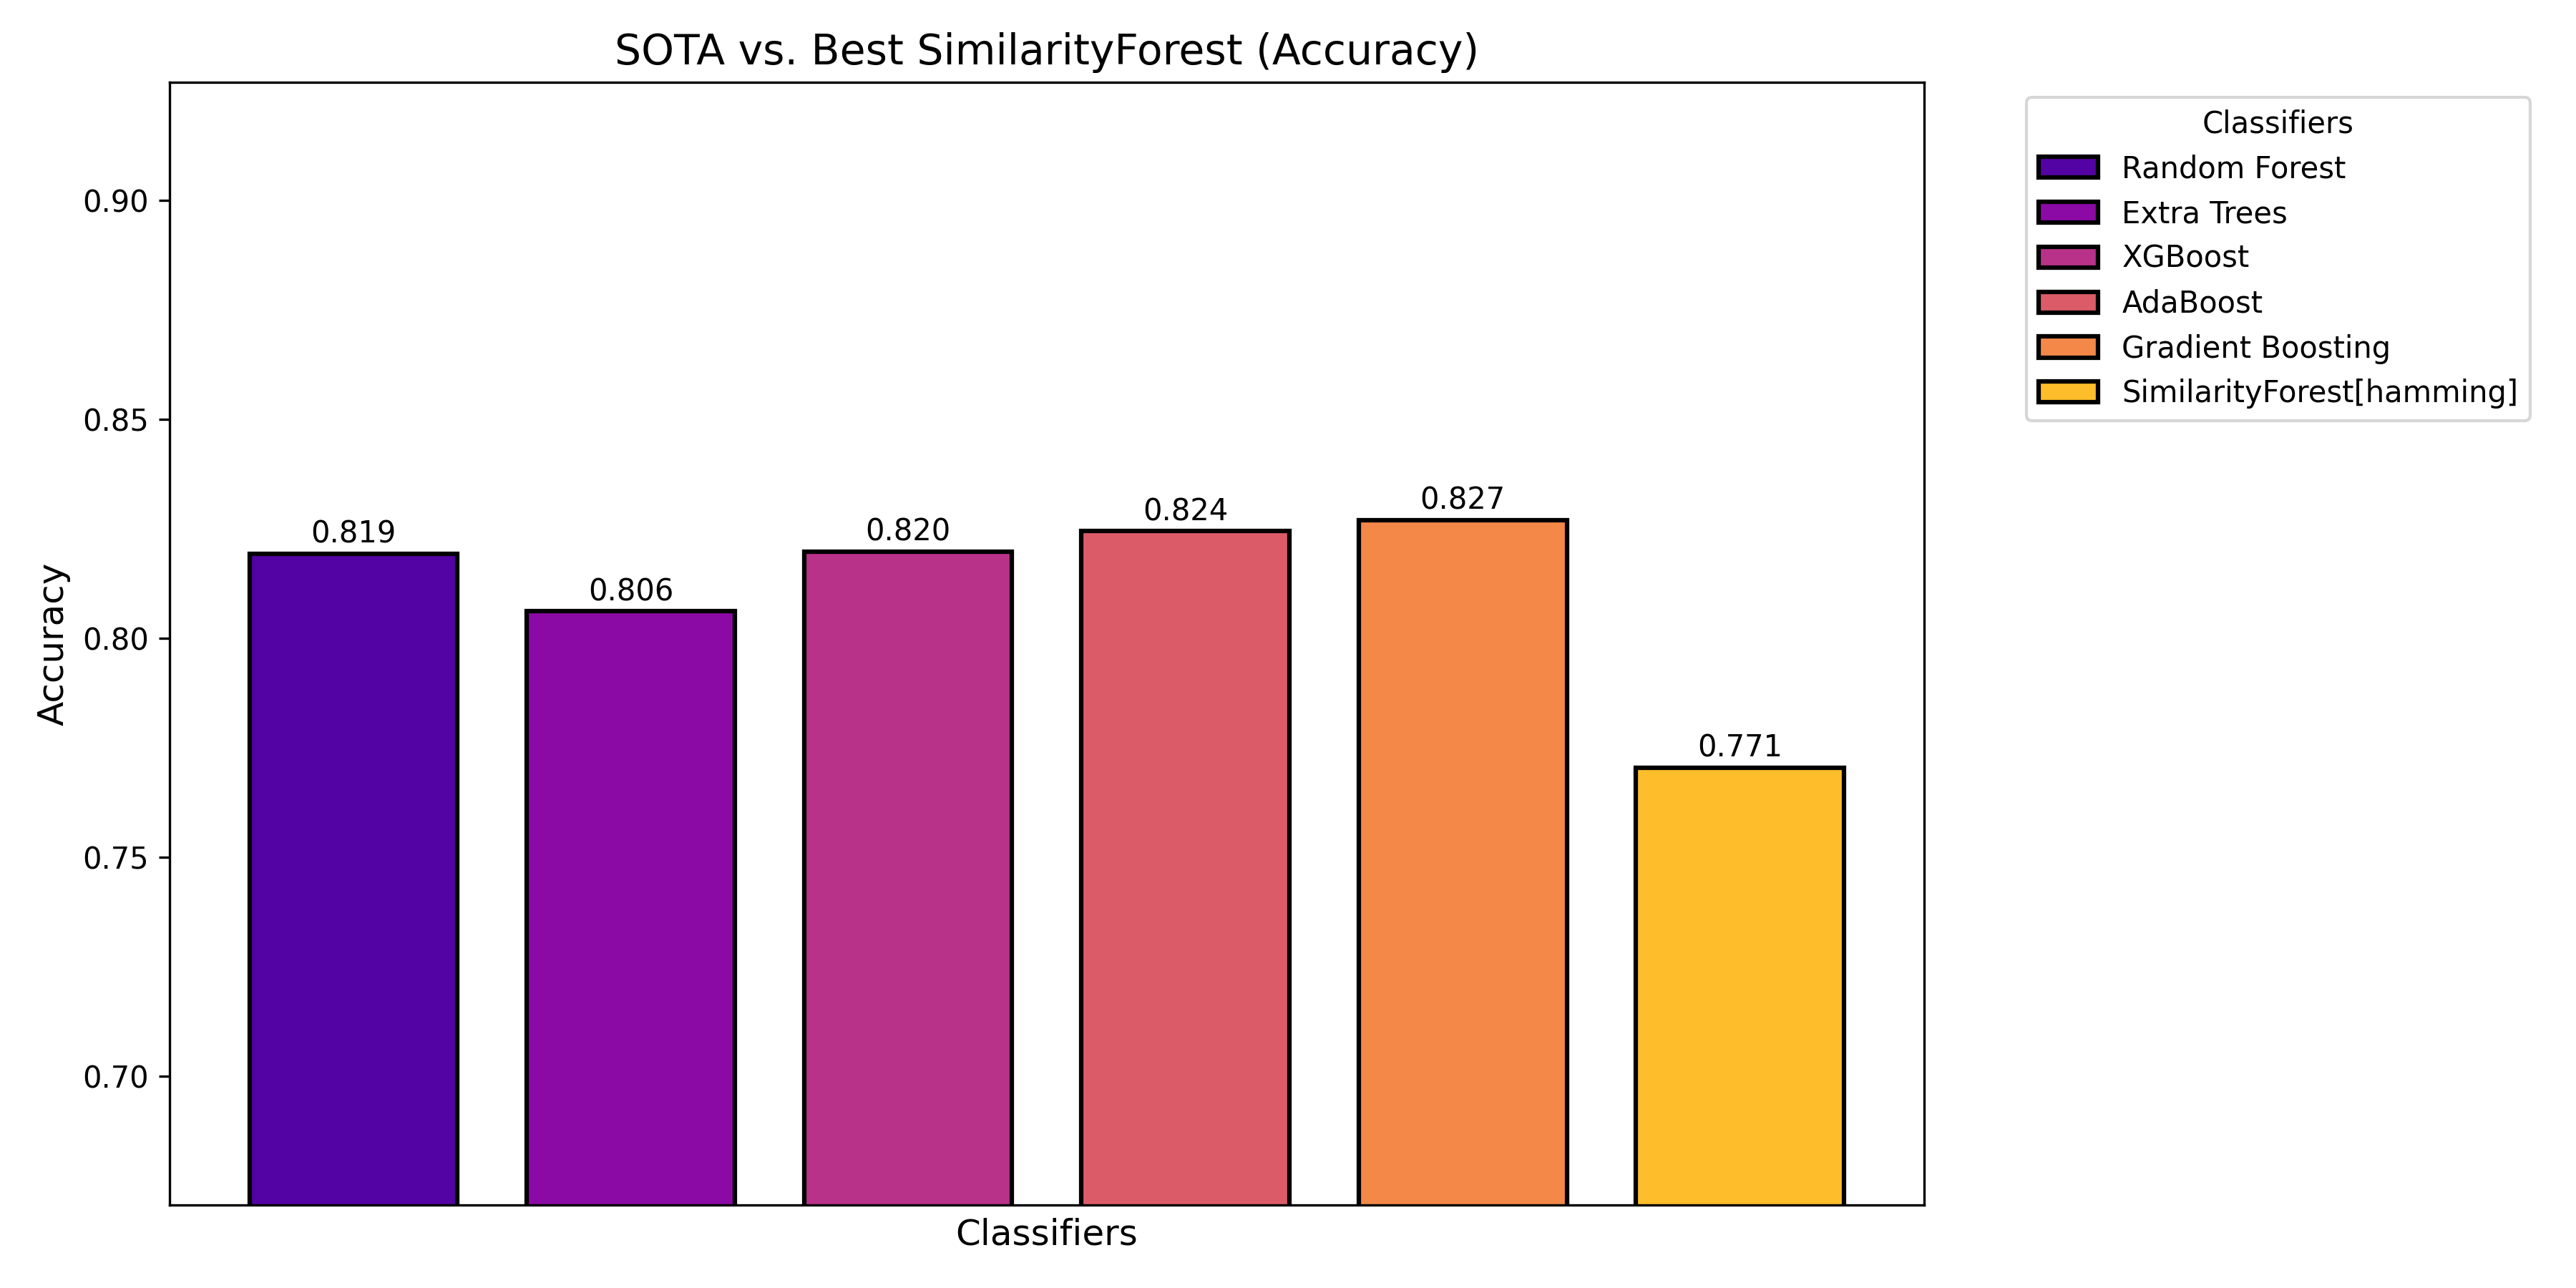 SOTA vs. Best SimilarityForest (Accuracy)
Accuracy
0.90
0.85
0.80
0.75
0.70
0.819
0.806
0.820
0.824
0.827
0.771
Classifiers
Classifiers
Random Forest
Extra Trees
XGBoost
AdaBoost
Gradient Boosting
SimilarityForest[hamming]